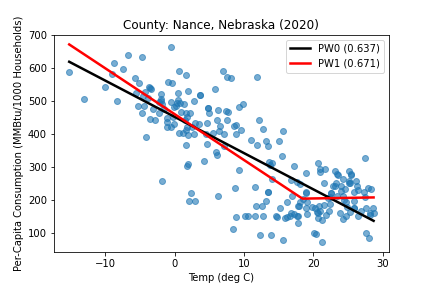 County: Nance, Nebraska (2020)
Per-Capita Consumption (MMBtu/1000 Households)
700
600
500
400
300
200
100
PW0 (0.637)
PW1 (0.671)
−10
0
10
20
30
Temp (deg C)